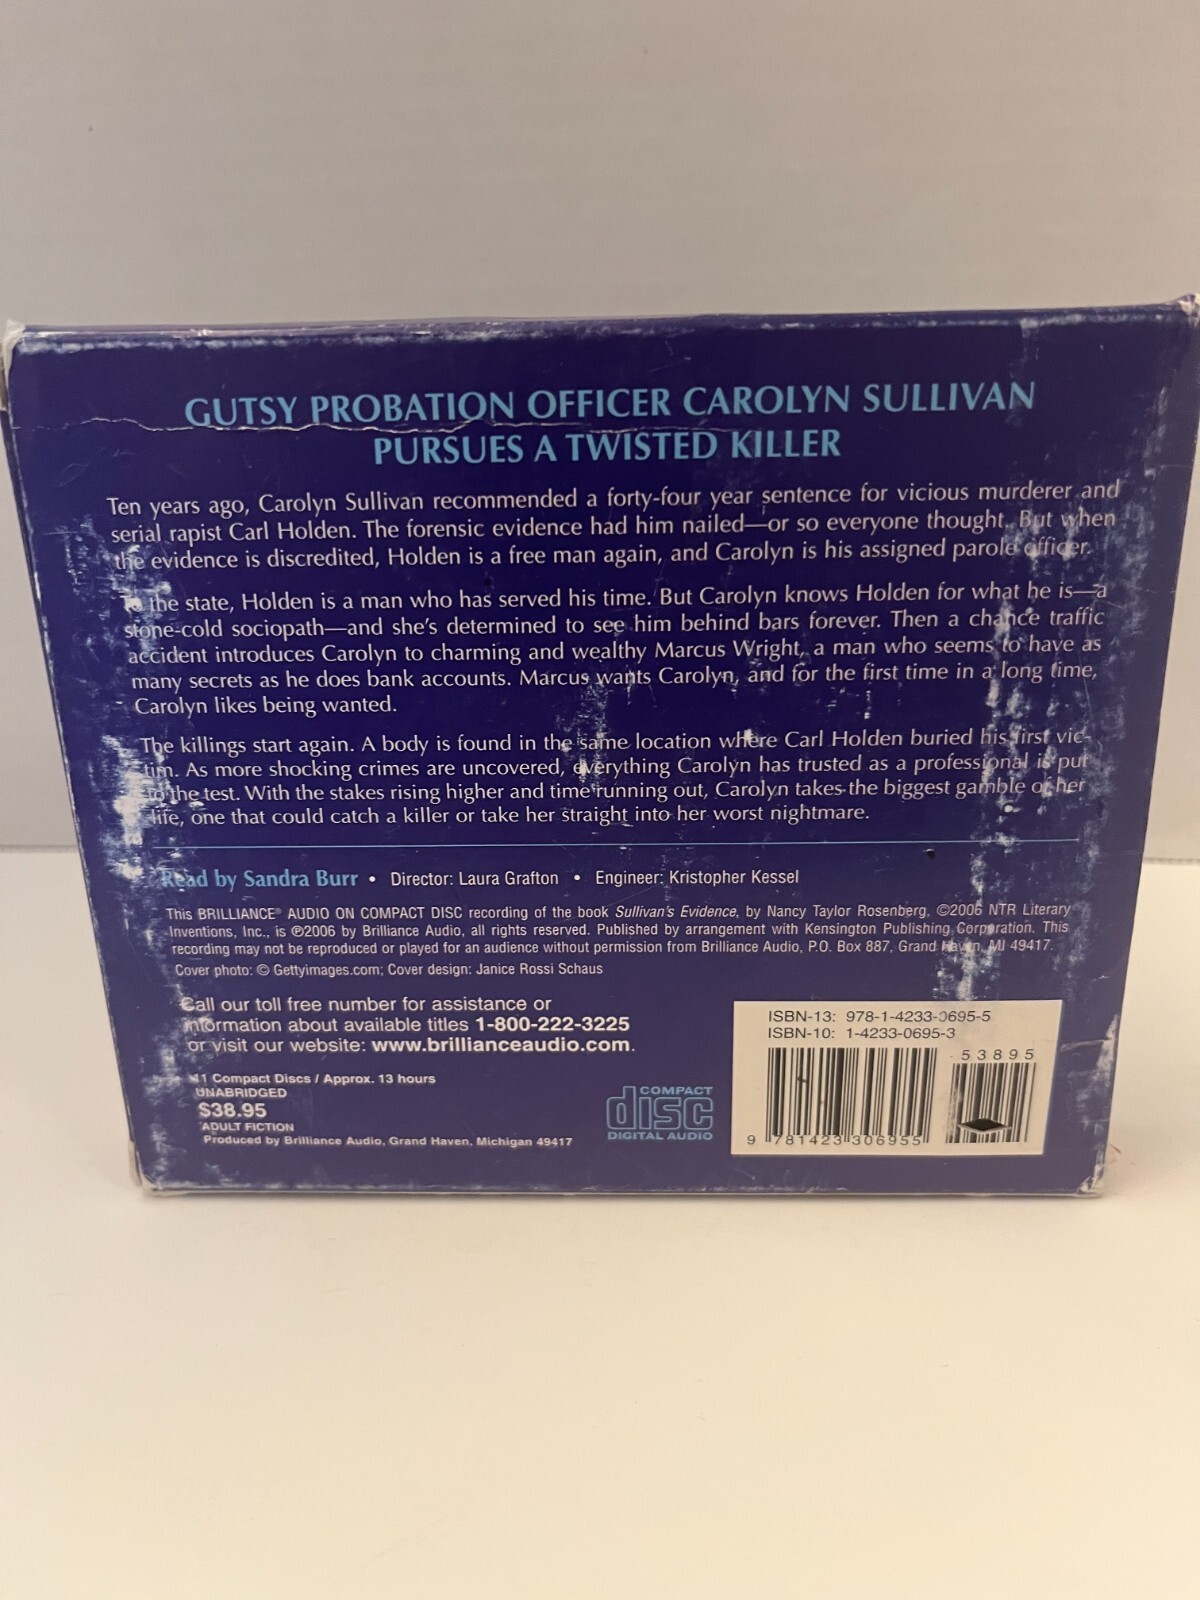 GUTSY PROBATION OFFICER CAROLYN SULLIVAN
PURSUES A TWISTED KILLER
Ten years ago, Carolyn Sullivan recommended a forty-four year sentence for vicious murderer and
serial rapist Carl Holden. The forensic evidence had him nailed—or so everyone thought. But when
the evidence is discredited, Holden is a free man again, and Carolyn is his assigned parole officer.
To the state, Holden is a man who has served his time. But Carolyn knows Holden for what he is—a
stone-cold sociopath—and she's determined to see him behind bars forever. Then a chance traffic
accident introduces Carolyn to charming and wealthy Marcus Wright, a man who seems to have as
many secrets as he does bank accounts. Marcus wants Carolyn, and for the first time in a long time,
Carolyn likes being wanted.
The killings start again. A body is found in the same location where Carl Holden buried his first vic-
tim. As more shocking crimes are uncovered, everything Carolyn has trusted as a professional is put
to the test. With the stakes rising higher and time running out, Carolyn takes the biggest gamble of her
life, one that could catch a killer or take her straight into her worst nightmare.
Read by Sandra Burr • Director: Laura Grafton • Engineer: Kristopher Kessel
This BRILLIANCE® AUDIO ON COMPACT DISC recording of the book Sullivan's Evidence, by Nancy Taylor Rosenberg, ©2006 NTR Literary
Inventions, Inc., is ℗2006 by Brilliance Audio, all rights reserved. Published by arrangement with Kensington Publishing Corporation. This
recording may not be reproduced or played for an audience without permission from Brilliance Audio, P.O. Box 887, Grand Haven, MI 49417.
Cover photo: © Gettyimages.com; Cover design: Janice Rossi Schaus
Call our toll free number for assistance or
information about available titles 1-800-222-3225
or visit our website: www.brillianceaudio.com.
11 Compact Discs / Approx. 13 hours
UNABRIDGED
$38.95
ADULT FICTION
Produced by Brilliance Audio, Grand Haven, Michigan 49417
COMPACT
disc
DIGITAL AUDIO
ISBN-13: 978-1-4233-0695-5
ISBN-10: 1-4233-0695-3
53895
9 781423 306955